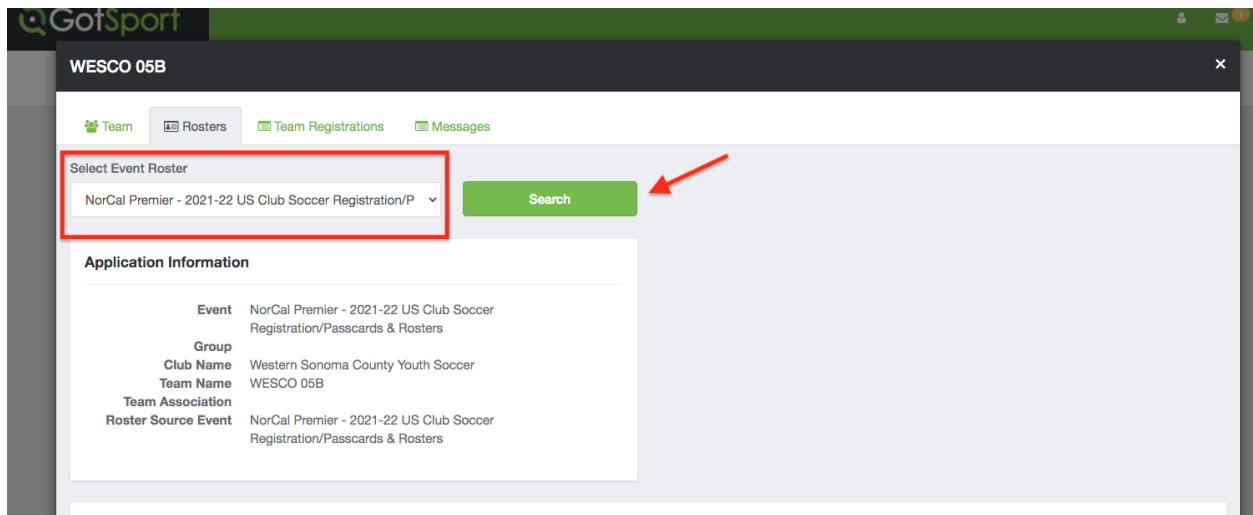 GotSport
1
WESCO 05B
×
Team Rosters Team Registrations Messages
Select Event Roster
NorCal Premier - 2021-22 US Club Soccer Registration/P Search
Application Information
Event NorCal Premier - 2021-22 US Club Soccer
Registration/Passcards & Rosters
Group
Club Name Western Sonoma County Youth Soccer
Team Name WESCO 05B
Team Association
Roster Source Event NorCal Premier - 2021-22 US Club Soccer
Registration/Passcards & Rosters